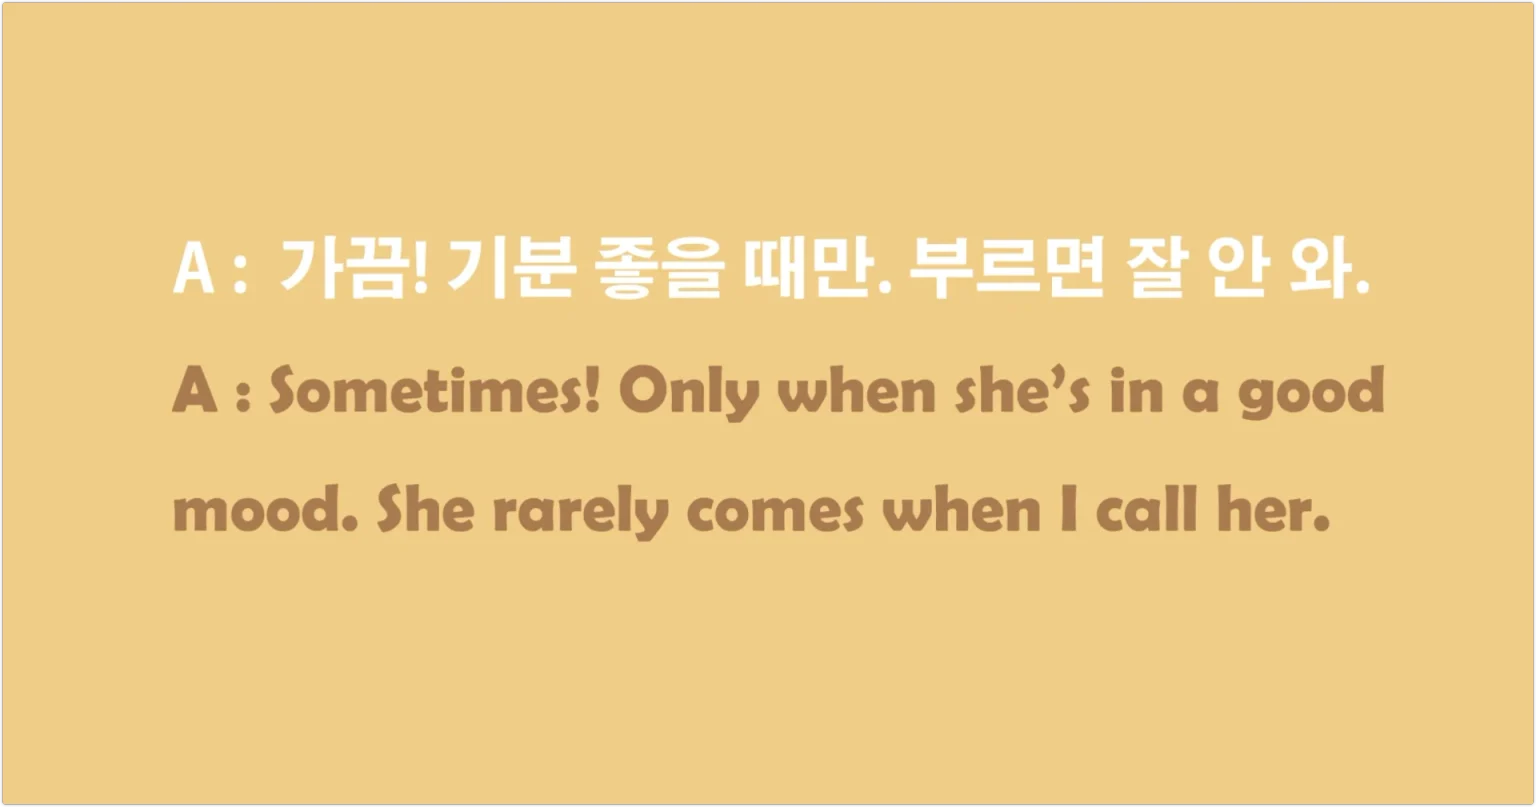 A : 가끔! 기분 좋을 때만. 부르면 잘 안 와.
A : Sometimes! Only when she’s in a good
mood. She rarely comes when I call her.